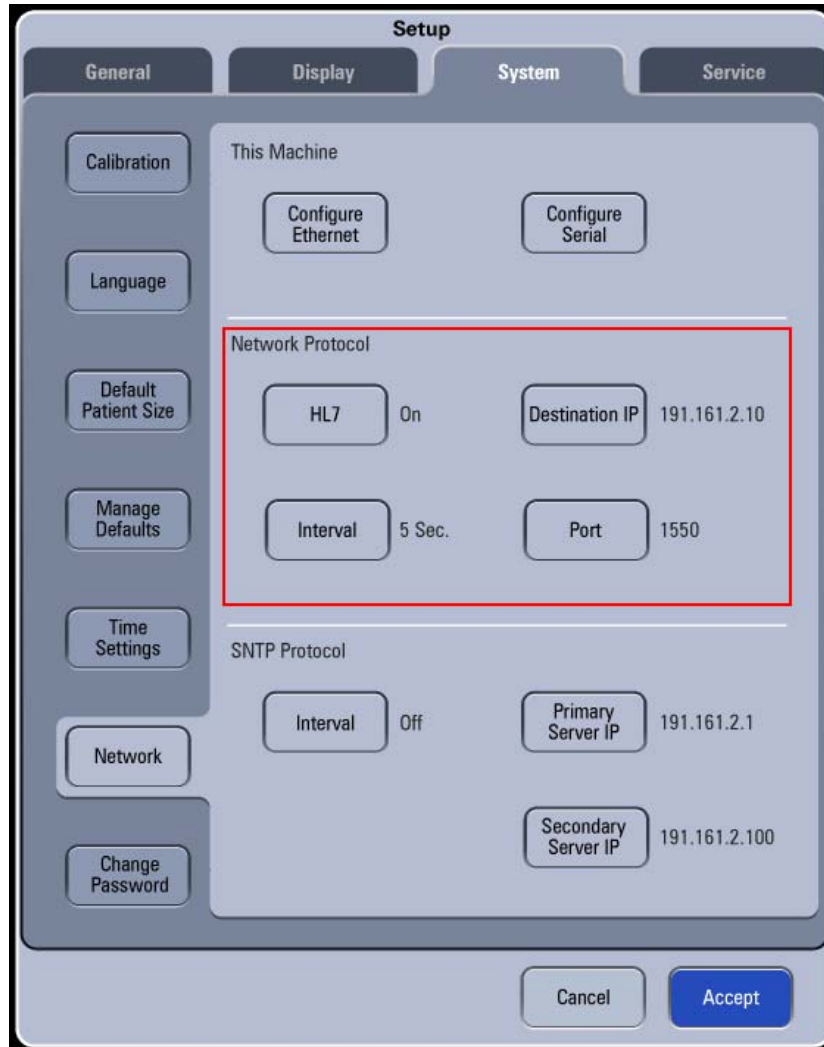 Setup
General
Display
System
Service
Calibration
Language
Default
Patient Size
Manage
Defaults
Time
Settings
Network
Change
Password
This Machine
Configure
Ethernet
Configure
Serial
Network Protocol
HL7
On
Destination IP
191.161.2.10
Interval
5 Sec.
Port
1550
SNTP Protocol
Interval
Off
Primary
Server IP
191.161.2.1
Secondary
Server IP
191.161.2.100
Cancel
Accept